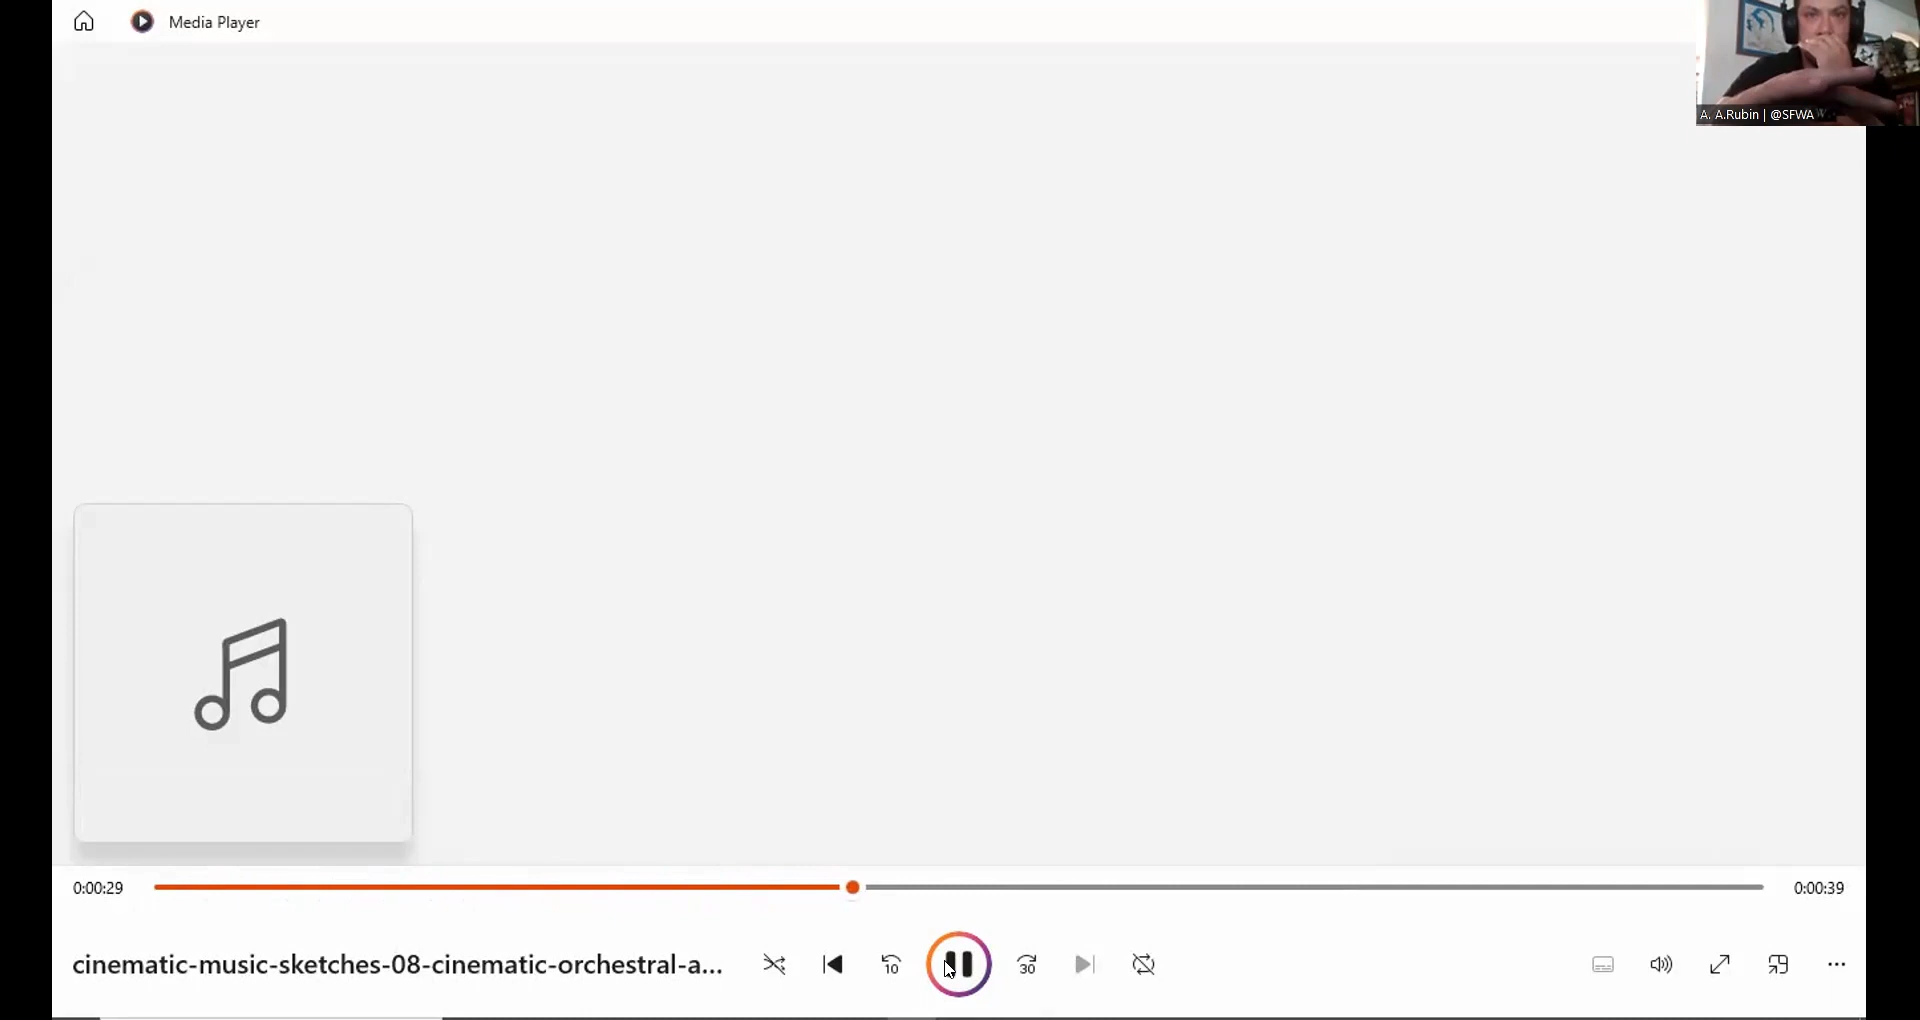 Media Player
A. A.Rubin | @SFWA
0:00:29
0:00:39
cinematic-music-sketches-08-cinematic-orchestral-a...
10
30